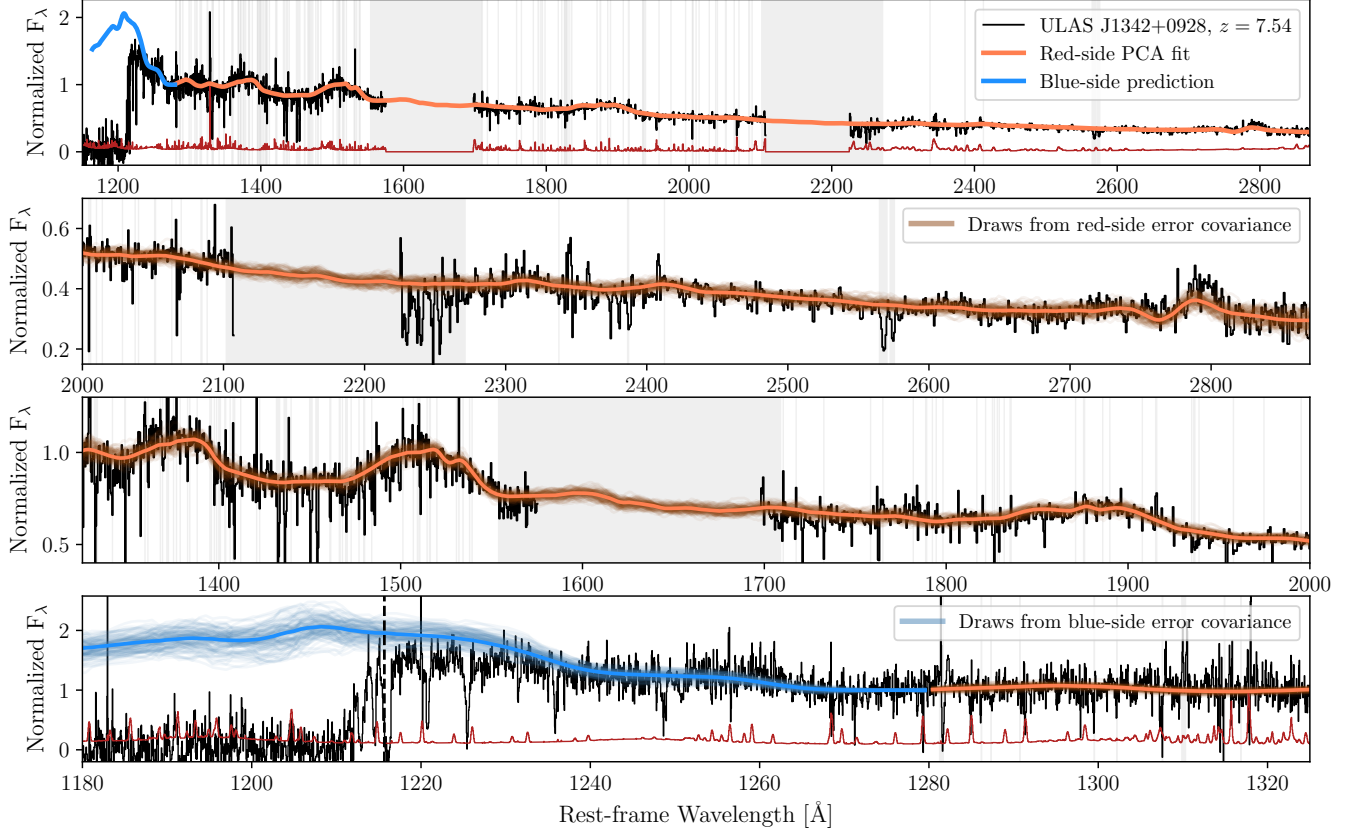 2
1
0
Normalized F_λ
ULAS J1342+0928, z = 7.54
Red-side PCA fit
Blue-side prediction
1200 1400 1600 1800 2000 2200 2400 2600 2800
0.6
0.4
0.2
Normalized F_λ
Draws from red-side error covariance
2000 2100 2200 2300 2400 2500 2600 2700 2800
1.0
0.5
Normalized F_λ
1400 1500 1600 1700 1800 1900 2000
2
1
0
Normalized F_λ
Draws from blue-side error covariance
1180 1200 1220 1240 1260 1280 1300 1320
Rest-frame Wavelength [Å]